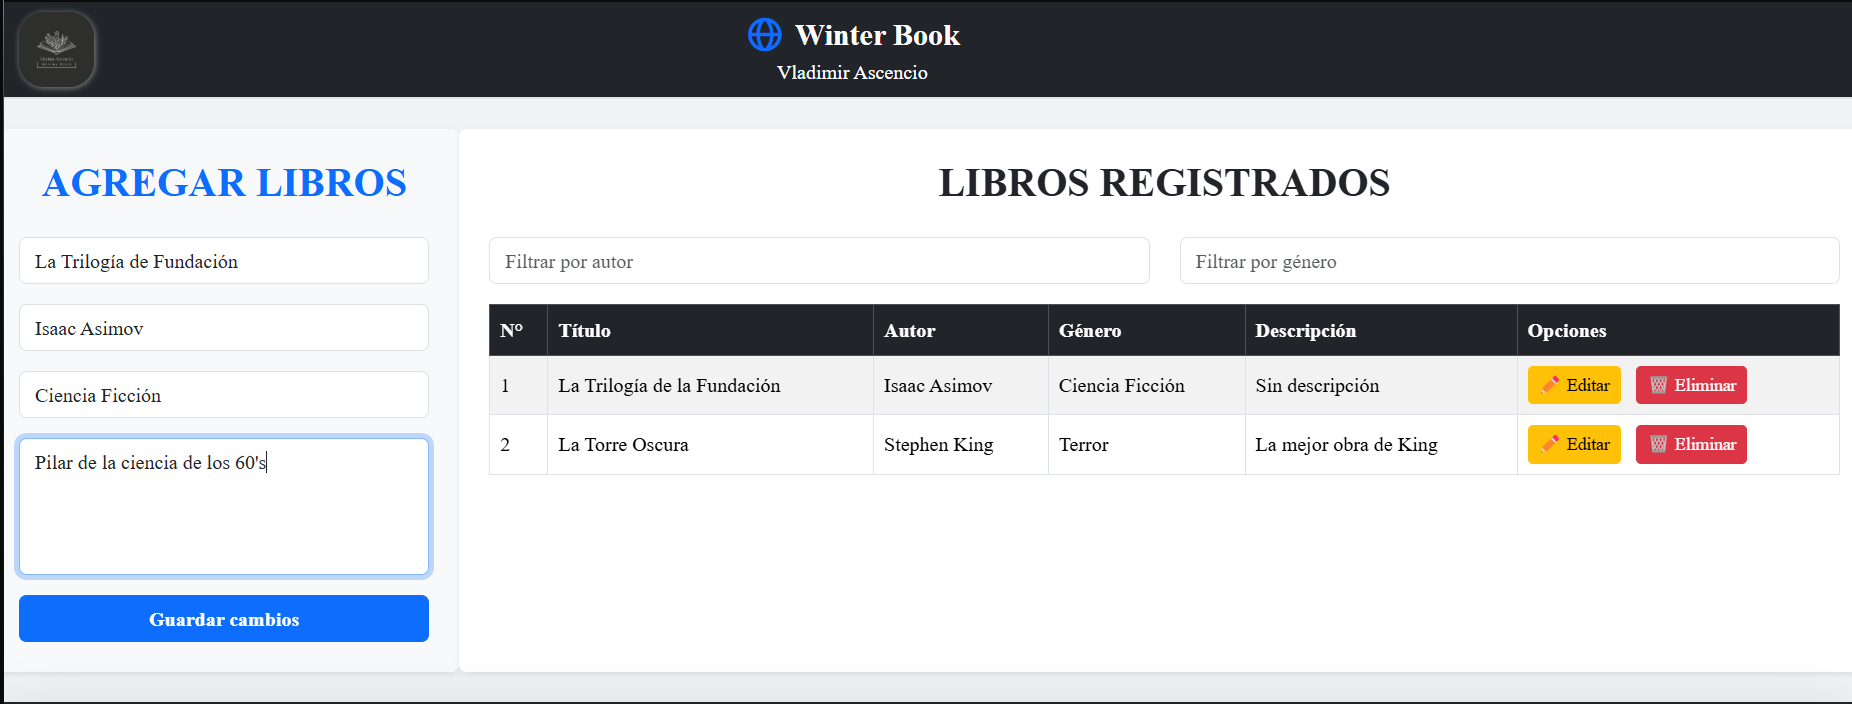 Winter Book
Vladimir Ascencio
AGREGAR LIBROS
La Trilogía de Fundación
Isaac Asimov
Ciencia Ficción
Pilar de la ciencia de los 60's
Guardar cambios
LIBROS REGISTRADOS
Filtrar por autor Filtrar por género
N° Título Autor Género Descripción Opciones
1 La Trilogía de la Fundación Isaac Asimov Ciencia Ficción Sin descripción Editar Eliminar
2 La Torre Oscura Stephen King Terror La mejor obra de King Editar Eliminar